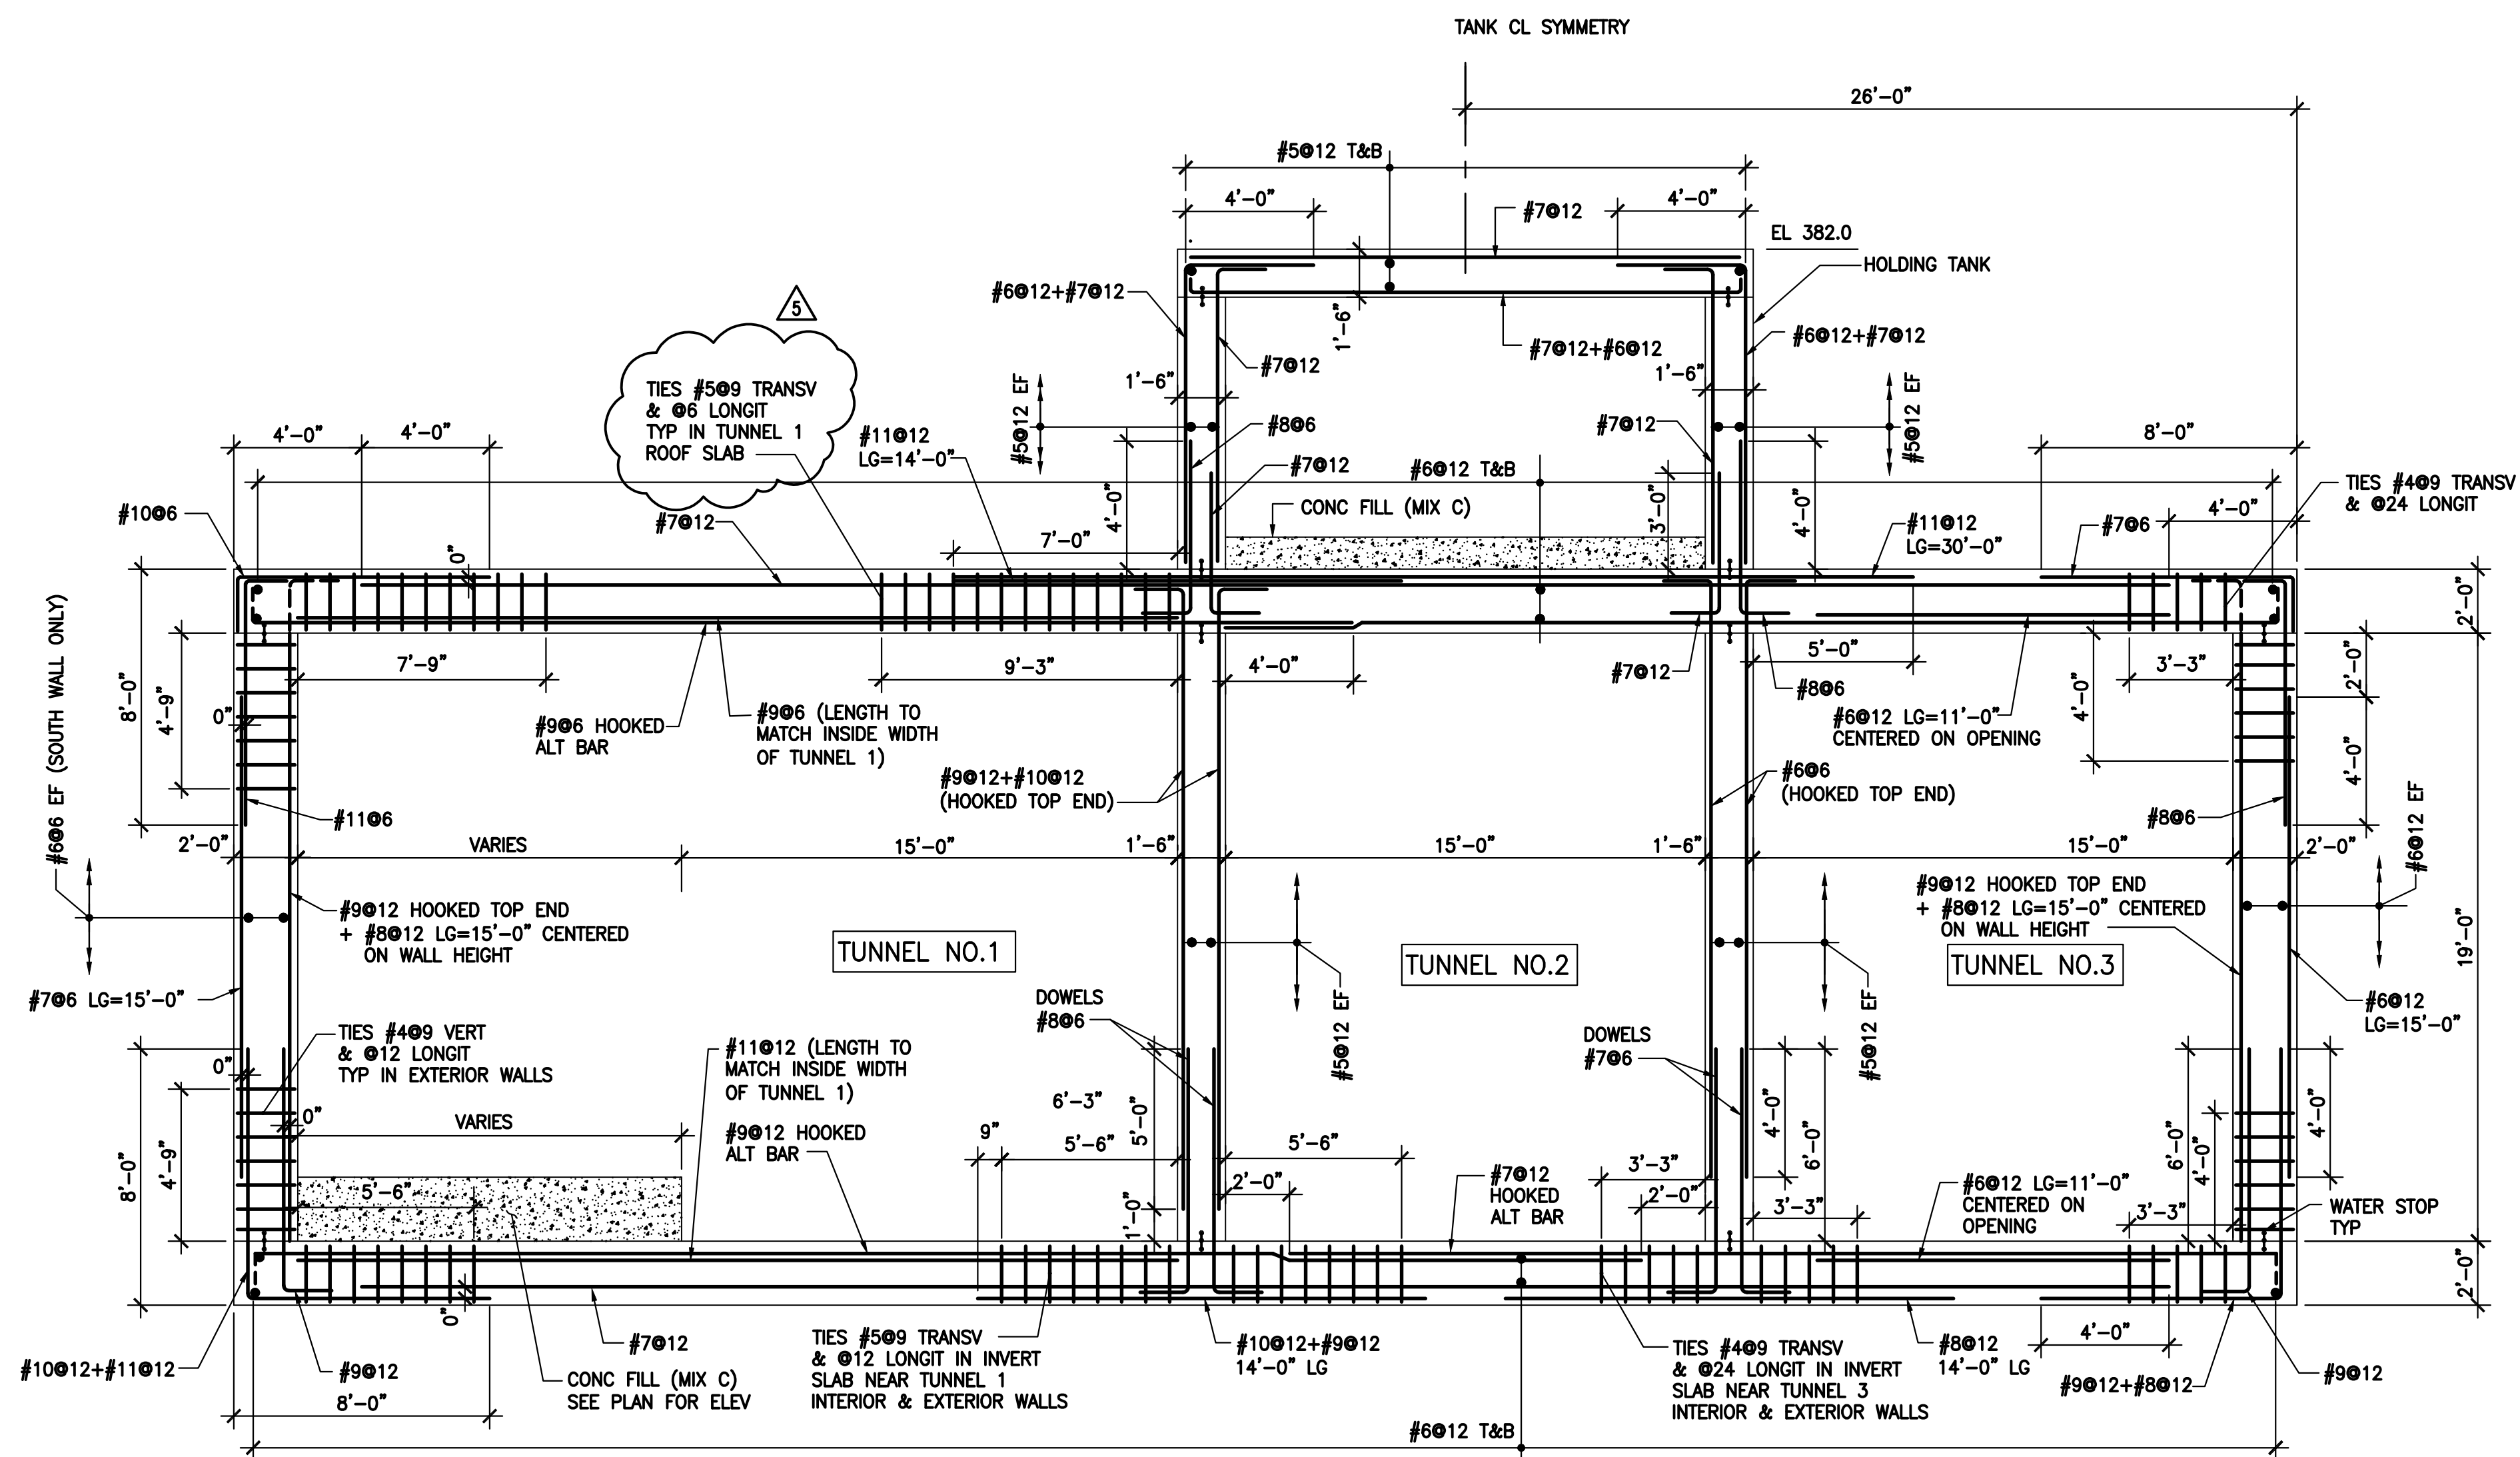 TANK CL SYMMETRY
26'-0"
#5@12 T&B
4'-0"
4'-0"
#7@12
EL 382.0
HOLDING TANK
#6@12+#7@12
1'-6"
#7@12+#6@12
#6@12+#7@12
5
TIES #5@9 TRANSV
& @6 LONGIT
TYP IN TUNNEL 1
ROOF SLAB
#7@12
1'-6"
1'-6"
#5@12 EF
#5@12 EF
4'-0"
4'-0"
#11@12
LG=14'-0"
#8@6
#7@12
8'-0"
#7@12
#6@12 T&B
TIES #4@9 TRANSV
& @24 LONGIT
#10@6
#7@12
0"
7'-0"
4'-0"
CONC FILL (MIX C)
3'-0"
4'-0"
#11@12
LG=30'-0"
#7@6
4'-0"
2'-0"
#6@6 EF (SOUTH WALL ONLY)
8'-0"
4'-9"
0"
7'-9"
9'-3"
4'-0"
#7@12
5'-0"
#8@6
4'-0"
3'-3"
2'-0"
#9@6 HOOKED
ALT BAR
#9@6 (LENGTH TO
MATCH INSIDE WIDTH
OF TUNNEL 1)
#6@12 LG=11'-0"
CENTERED ON OPENING
4'-0"
#9@12+#10@12
(HOOKED TOP END)
#6@6
(HOOKED TOP END)
#11@6
#8@6
#6@12 EF
2'-0"
VARIES
15'-0"
1'-6"
15'-0"
1'-6"
15'-0"
2'-0"
#9@12 HOOKED TOP END
+ #8@12 LG=15'-0" CENTERED
ON WALL HEIGHT
#9@12 HOOKED TOP END
+ #8@12 LG=15'-0" CENTERED
ON WALL HEIGHT
19'-0"
TUNNEL NO.1
TUNNEL NO.2
TUNNEL NO.3
#7@6 LG=15'-0"
DOWELS
#8@6
#5@12 EF
DOWELS
#7@6
#5@12 EF
#6@12
LG=15'-0"
TIES #4@9 VERT
& @12 LONGIT
TYP IN EXTERIOR WALLS
0"
0"
#11@12 (LENGTH TO
MATCH INSIDE WIDTH
OF TUNNEL 1)
VARIES
#9@12 HOOKED
ALT BAR
6'-3"
9"
5'-6"
5'-0"
5'-6"
4'-0"
6'-0"
6'-0"
4'-0"
4'-0"
8'-0"
4'-9"
5'-6"
1'-0"
2'-0"
#7@12
HOOKED
ALT BAR
3'-3"
2'-0"
3'-3"
#6@12 LG=11'-0"
CENTERED ON
OPENING
3'-3"
WATER STOP
TYP
0"
2'-0"
#10@12+#11@12
#9@12
8'-0"
CONC FILL (MIX C)
SEE PLAN FOR ELEV
#7@12
TIES #5@9 TRANSV
& @12 LONGIT IN INVERT
SLAB NEAR TUNNEL 1
INTERIOR & EXTERIOR WALLS
#10@12+#9@12
14'-0" LG
TIES #4@9 TRANSV
& @24 LONGIT IN INVERT
SLAB NEAR TUNNEL 3
INTERIOR & EXTERIOR WALLS
#8@12
14'-0" LG
4'-0"
#9@12+#8@12
#9@12
#6@12 T&B